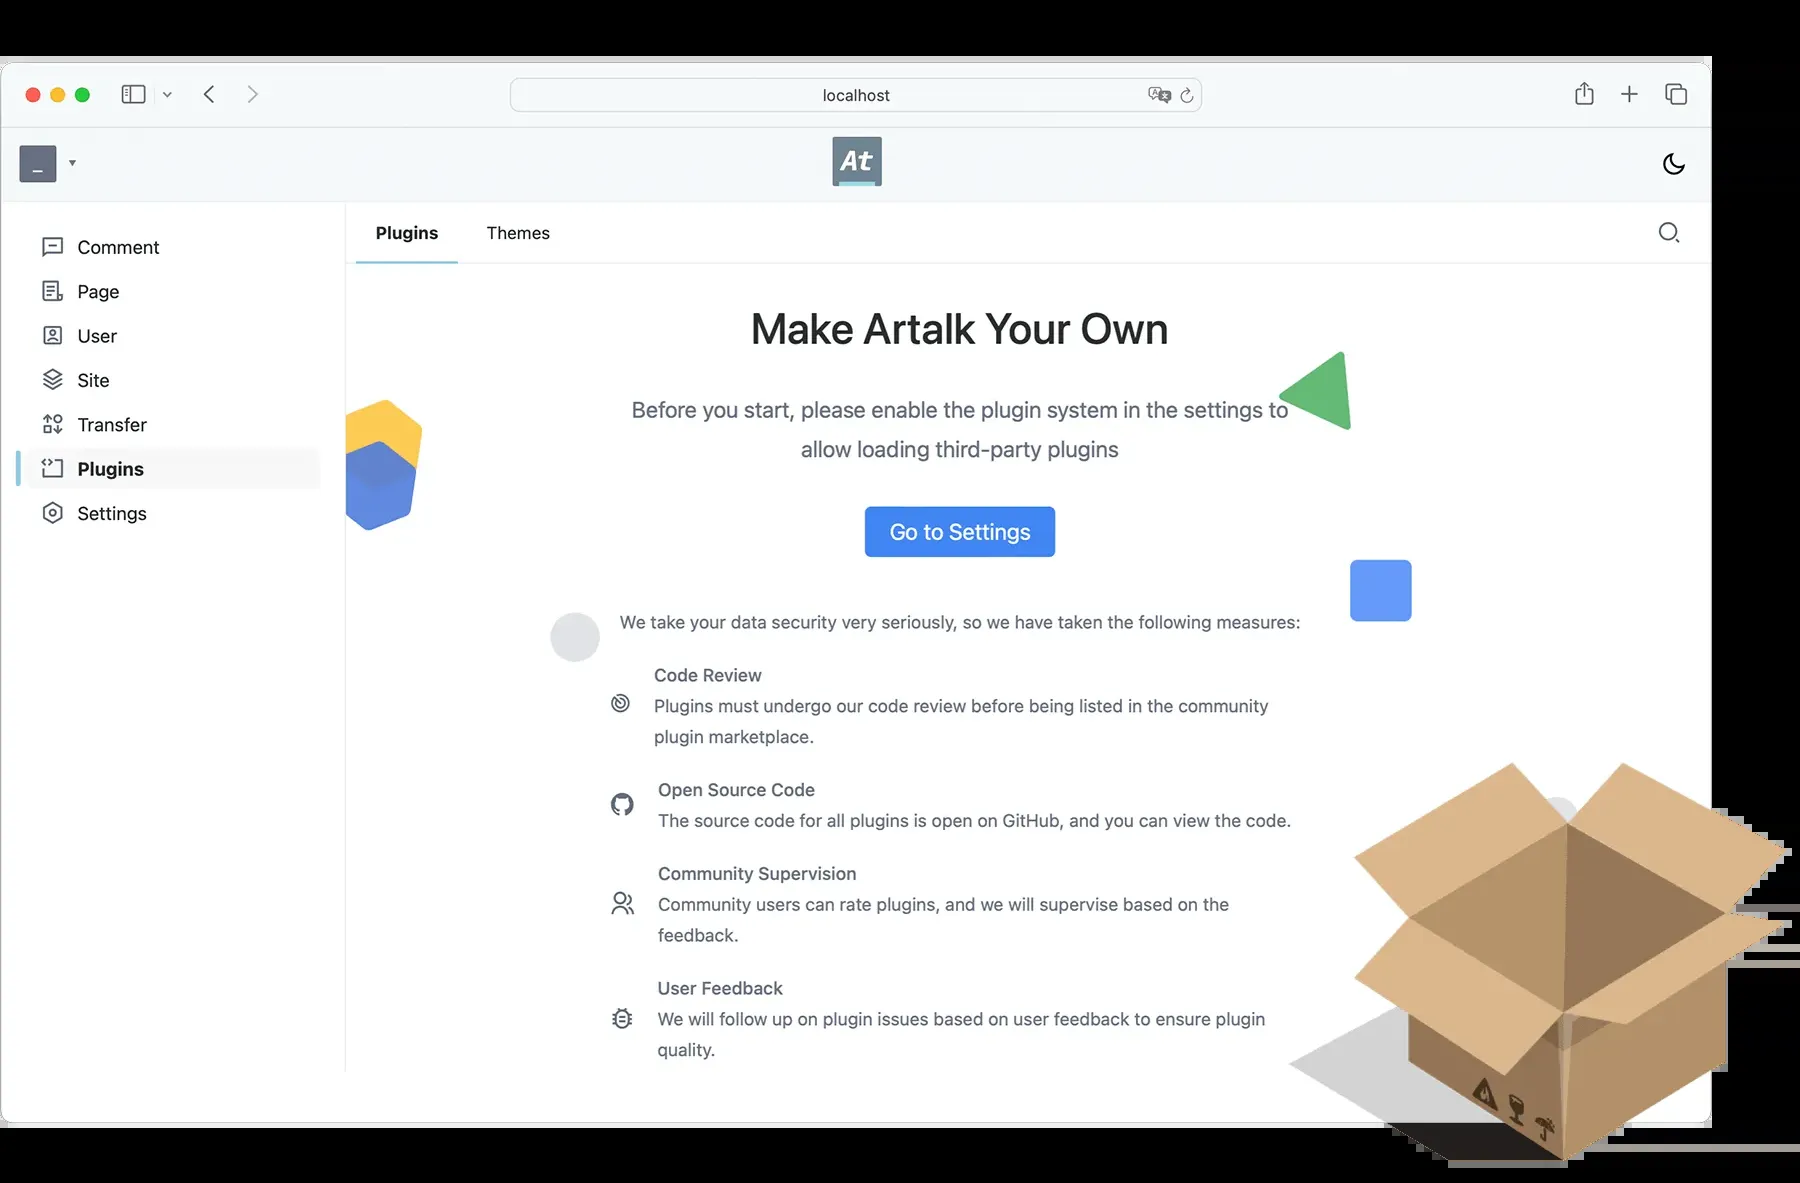 localhost
At
Comment
Page
User
Site
Transfer
Plugins
Settings
Plugins
Themes
Make Artalk Your Own
Before you start, please enable the plugin system in the settings to
allow loading third-party plugins
Go to Settings
We take your data security very seriously, so we have taken the following measures:
Code Review
Plugins must undergo our code review before being listed in the community
plugin marketplace.
Open Source Code
The source code for all plugins is open on GitHub, and you can view the code.
Community Supervision
Community users can rate plugins, and we will supervise based on the
feedback.
User Feedback
We will follow up on plugin issues based on user feedback to ensure plugin
quality.